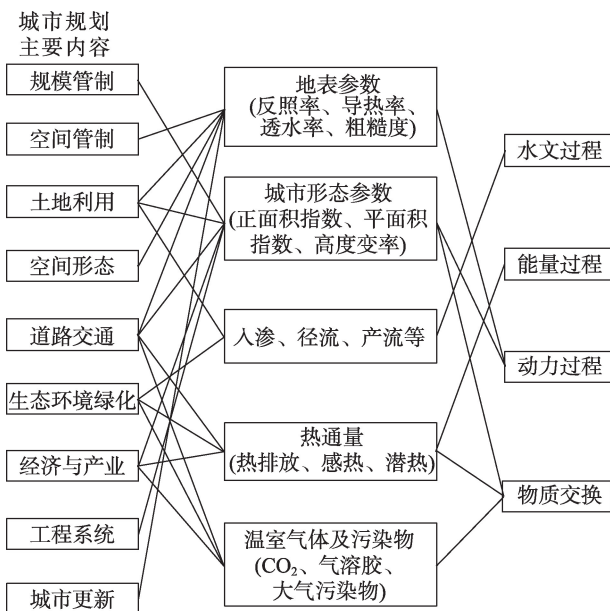 城市规划
主要内容
规模管制
空间管制
土地利用
空间形态
道路交通
生态环境绿化
经济与产业
工程系统
城市更新
地表参数
(反照率、导热率、
透水率、粗糙度)
城市形态参数
(正面积指数、平面积
指数、高度变率)
入渗、径流、产流等
热通量
(热排放、感热、潜热)
温室气体及污染物
(CO₂、气溶胶、
大气污染物)
水文过程
能量过程
动力过程
物质交换